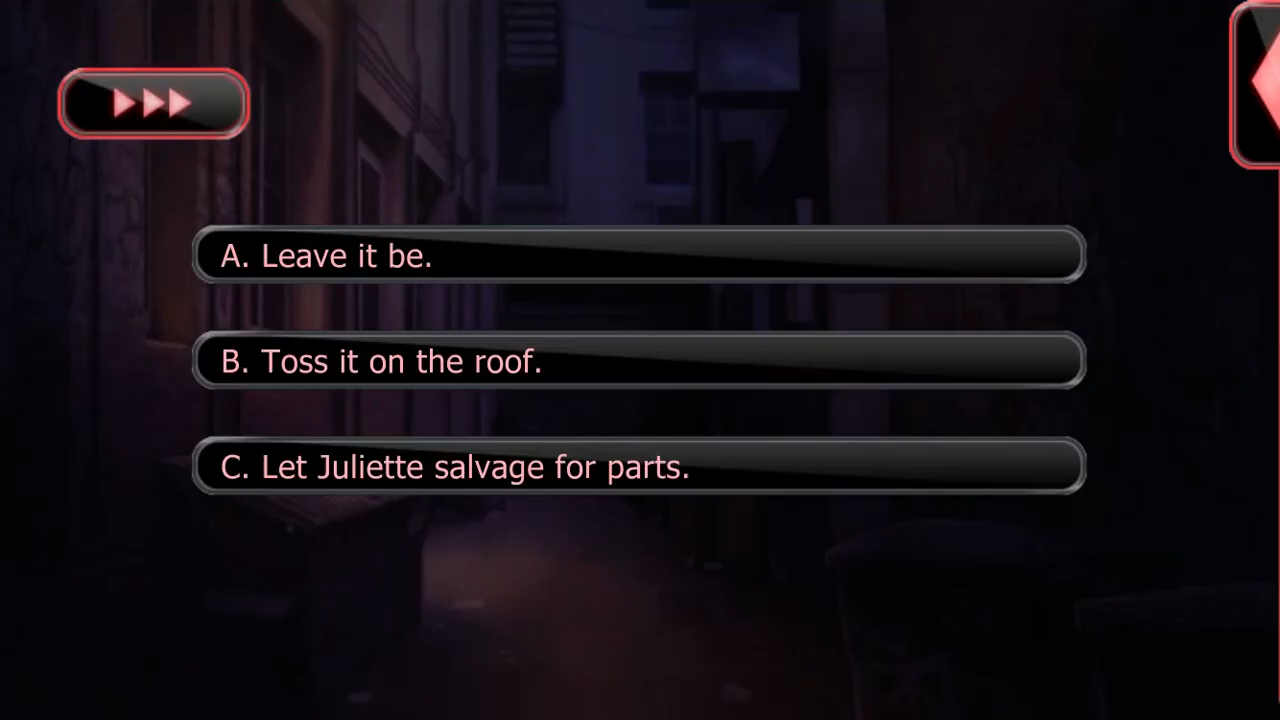 A. Leave it be.
B. Toss it on the roof.
C. Let Juliette salvage for parts.